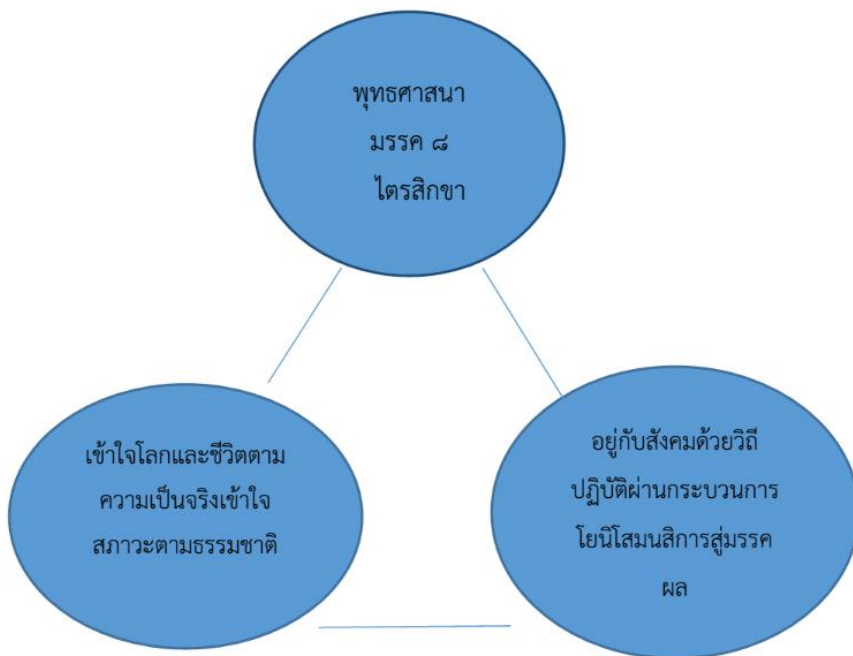 พุทธศาสนา
มรรค ๘
ไตรสิกขา
เข้าใจโลกและชีวิตตาม
ความเป็นจริงเข้าใจ
สภาวะตามธรรมชาติ
อยู่กับสังคมด้วยวิถี
ปฏิบัติผ่านกระบวนการ
โยนิโสมนสิการสู่มรรค
ผล